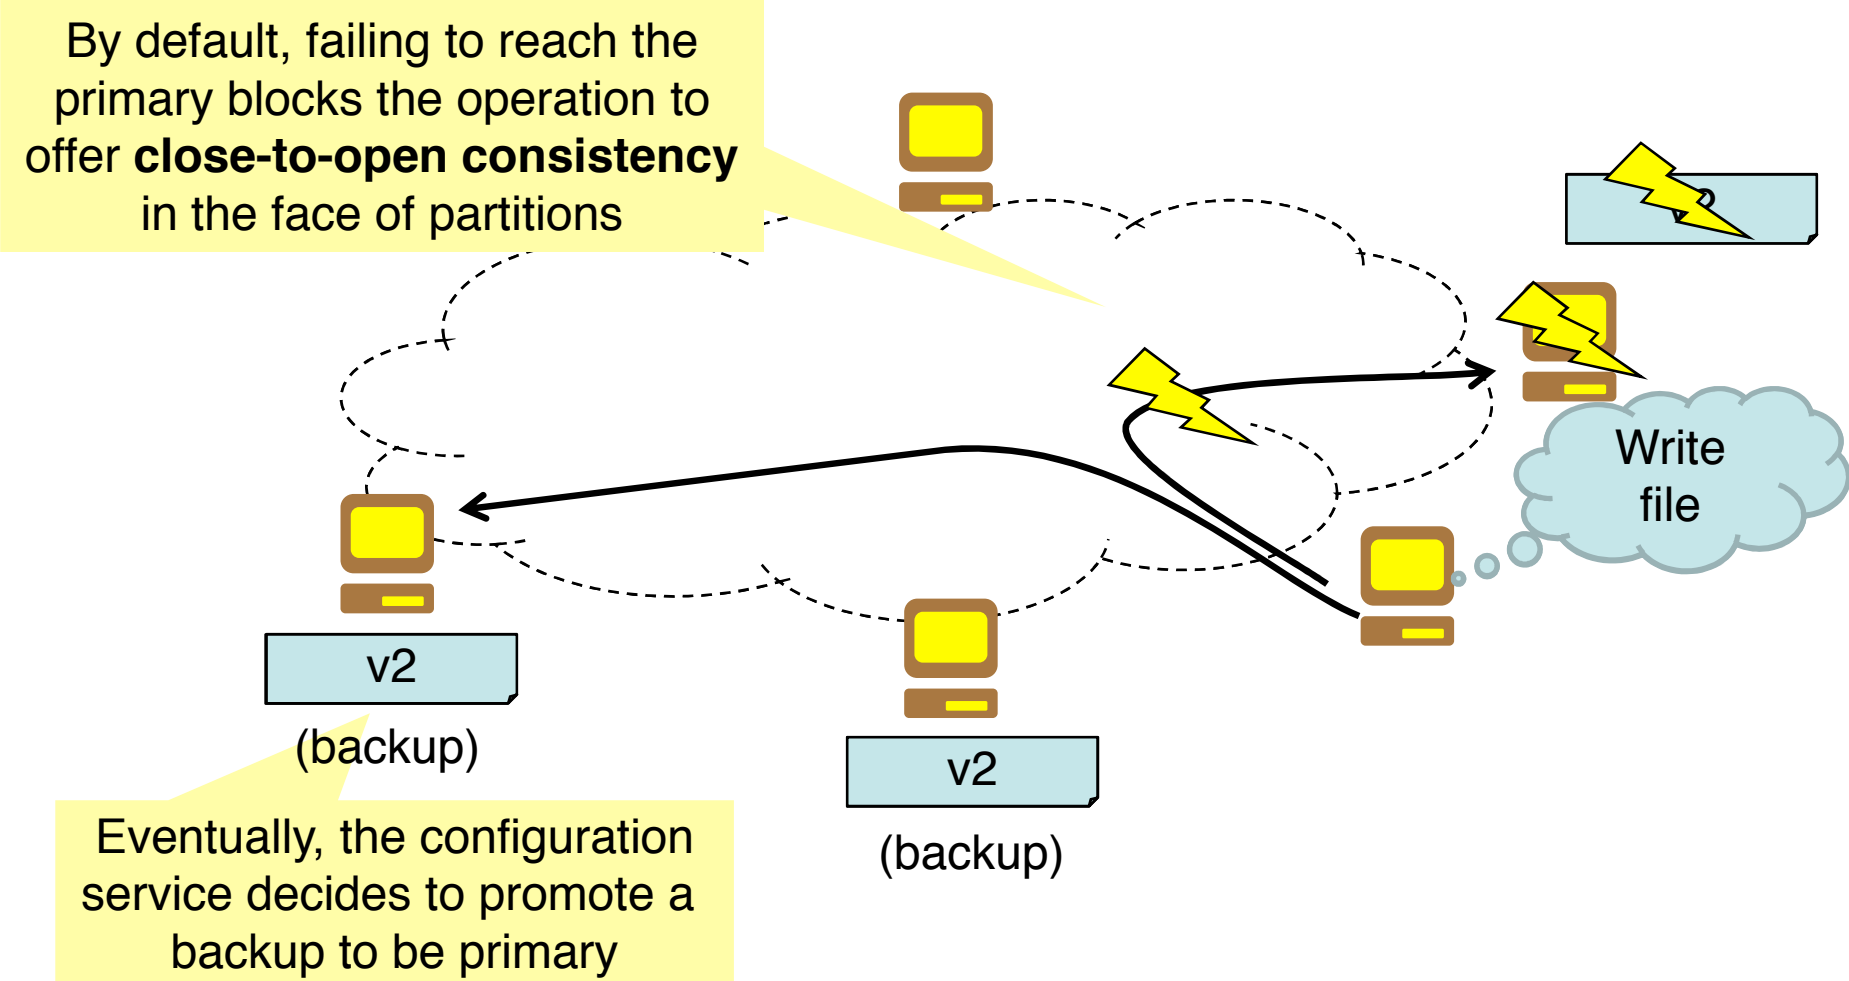 By default, failing to reach the
primary blocks the operation to
offer close-to-open consistency
in the face of partitions
Write
file
v2
(backup)
v2
(backup)
Eventually, the configuration
service decides to promote a
backup to be primary